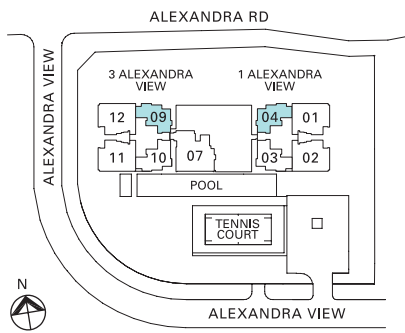 ALEXANDRA RD
ALEXANDRA VIEW
3 ALEXANDRA
VIEW
1 ALEXANDRA
VIEW
12
09
04
01
11
10
07
03
02
POOL
TENNIS
COURT
N
ALEXANDRA VIEW